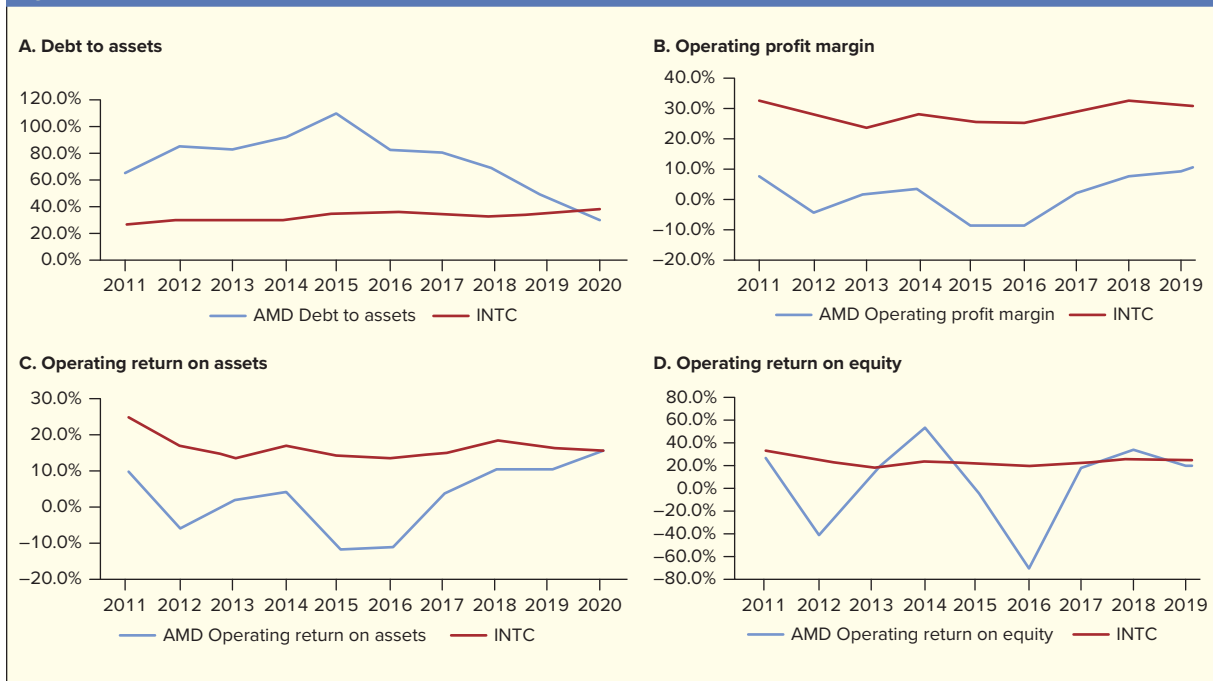 A. Debt to assets
120.0%
100.0%
80.0%
60.0%
40.0%
20.0%
0.0%
2011 2012 2013 2014 2015 2016 2017 2018 2019 2020
AMD Debt to assets INTC
B. Operating profit margin
40.0%
30.0%
20.0%
10.0%
0.0%
–10.0%
–20.0%
2011 2012 2013 2014 2015 2016 2017 2018 2019
AMD Operating profit margin INTC
C. Operating return on assets
30.0%
20.0%
10.0%
0.0%
–10.0%
–20.0%
2011 2012 2013 2014 2015 2016 2017 2018 2019 2020
AMD Operating return on assets INTC
D. Operating return on equity
80.0%
60.0%
40.0%
20.0%
0.0%
–20.0%
–40.0%
–60.0%
–80.0%
2011 2012 2013 2014 2015 2016 2017 2018 2019
AMD Operating return on equity INTC